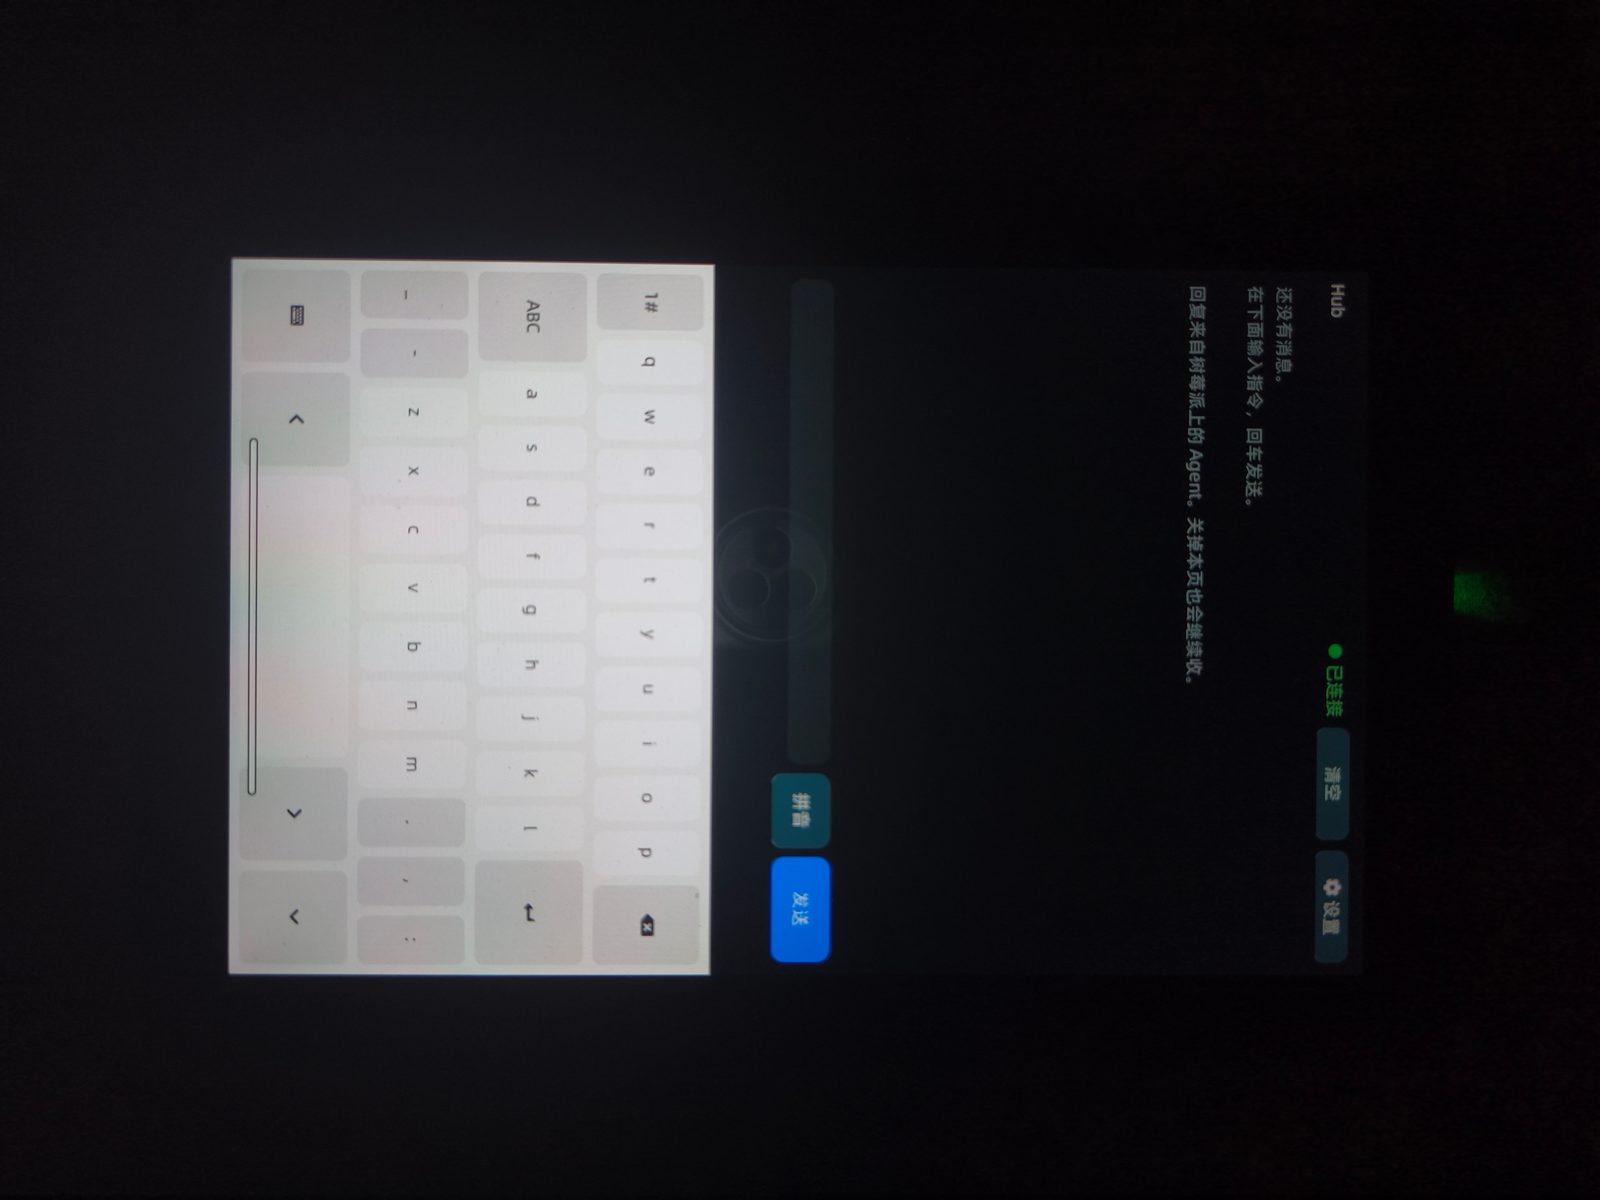 Hub
已连接
清空
设置
还没有消息。
在下面输入指令，回车发送。
回复来自树莓派上的 Agent。关掉本页也会继续收。
拼音
发送
1#
q
w
e
r
t
y
u
i
o
p
ABC
a
s
d
f
g
h
j
k
l
z
x
c
v
b
n
m
: